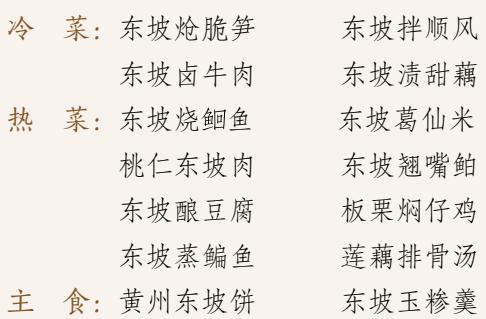 冷　菜：东坡炝脆笋　东坡拌顺风
东坡卤牛肉　东坡渍甜藕
热　菜：东坡烧鮰鱼　东坡葛仙米
桃仁东坡肉　东坡翘嘴鲌
东坡酿豆腐　板栗焖仔鸡
东坡蒸鳊鱼　莲藕排骨汤
主　食：黄州东坡饼　东坡玉糁羹